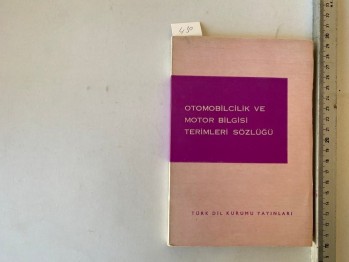 OTOMOBİLCİLİK VE
MOTOR BİLGİSİ
TERİMLERİ SÖZLÜĞÜ
TÜRK DİL KURUMU YAYINLARI